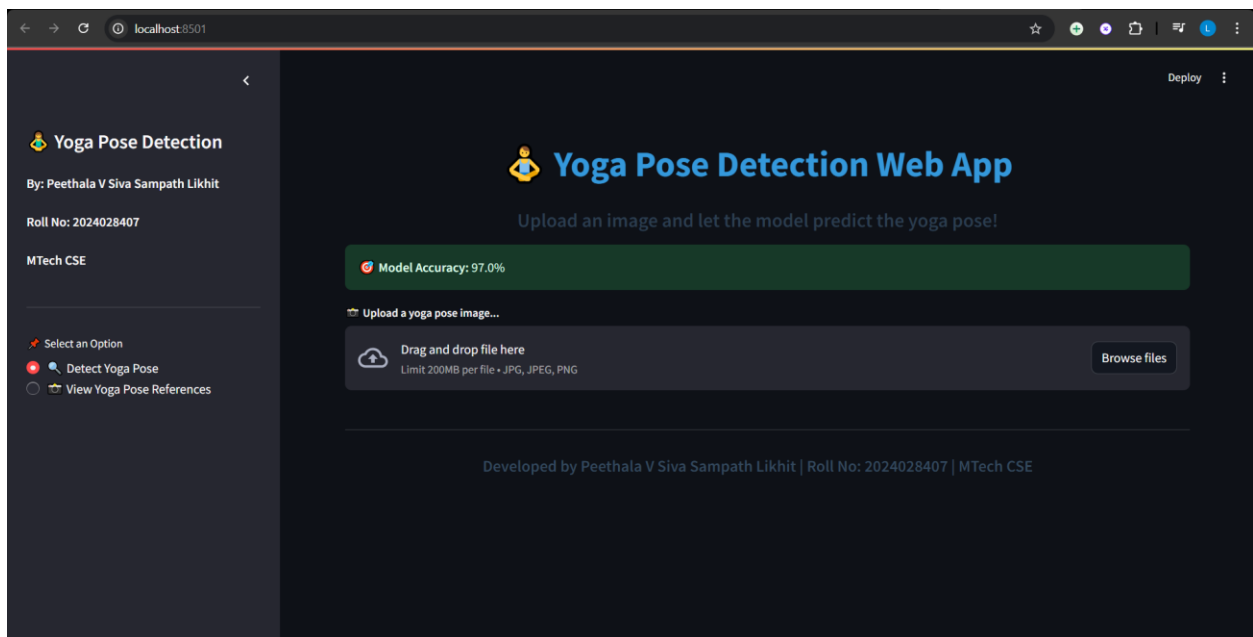 localhost:8501
L
Deploy
Yoga Pose Detection
By: Peethala V Siva Sampath Likhit
Roll No: 2024028407
MTech CSE
Select an Option
Detect Yoga Pose
View Yoga Pose References
Yoga Pose Detection Web App
Upload an image and let the model predict the yoga pose!
Model Accuracy: 97.0%
Upload a yoga pose image...
Drag and drop file here
Limit 200MB per file • JPG, JPEG, PNG
Browse files
Developed by Peethala V Siva Sampath Likhit | Roll No: 2024028407 | MTech CSE